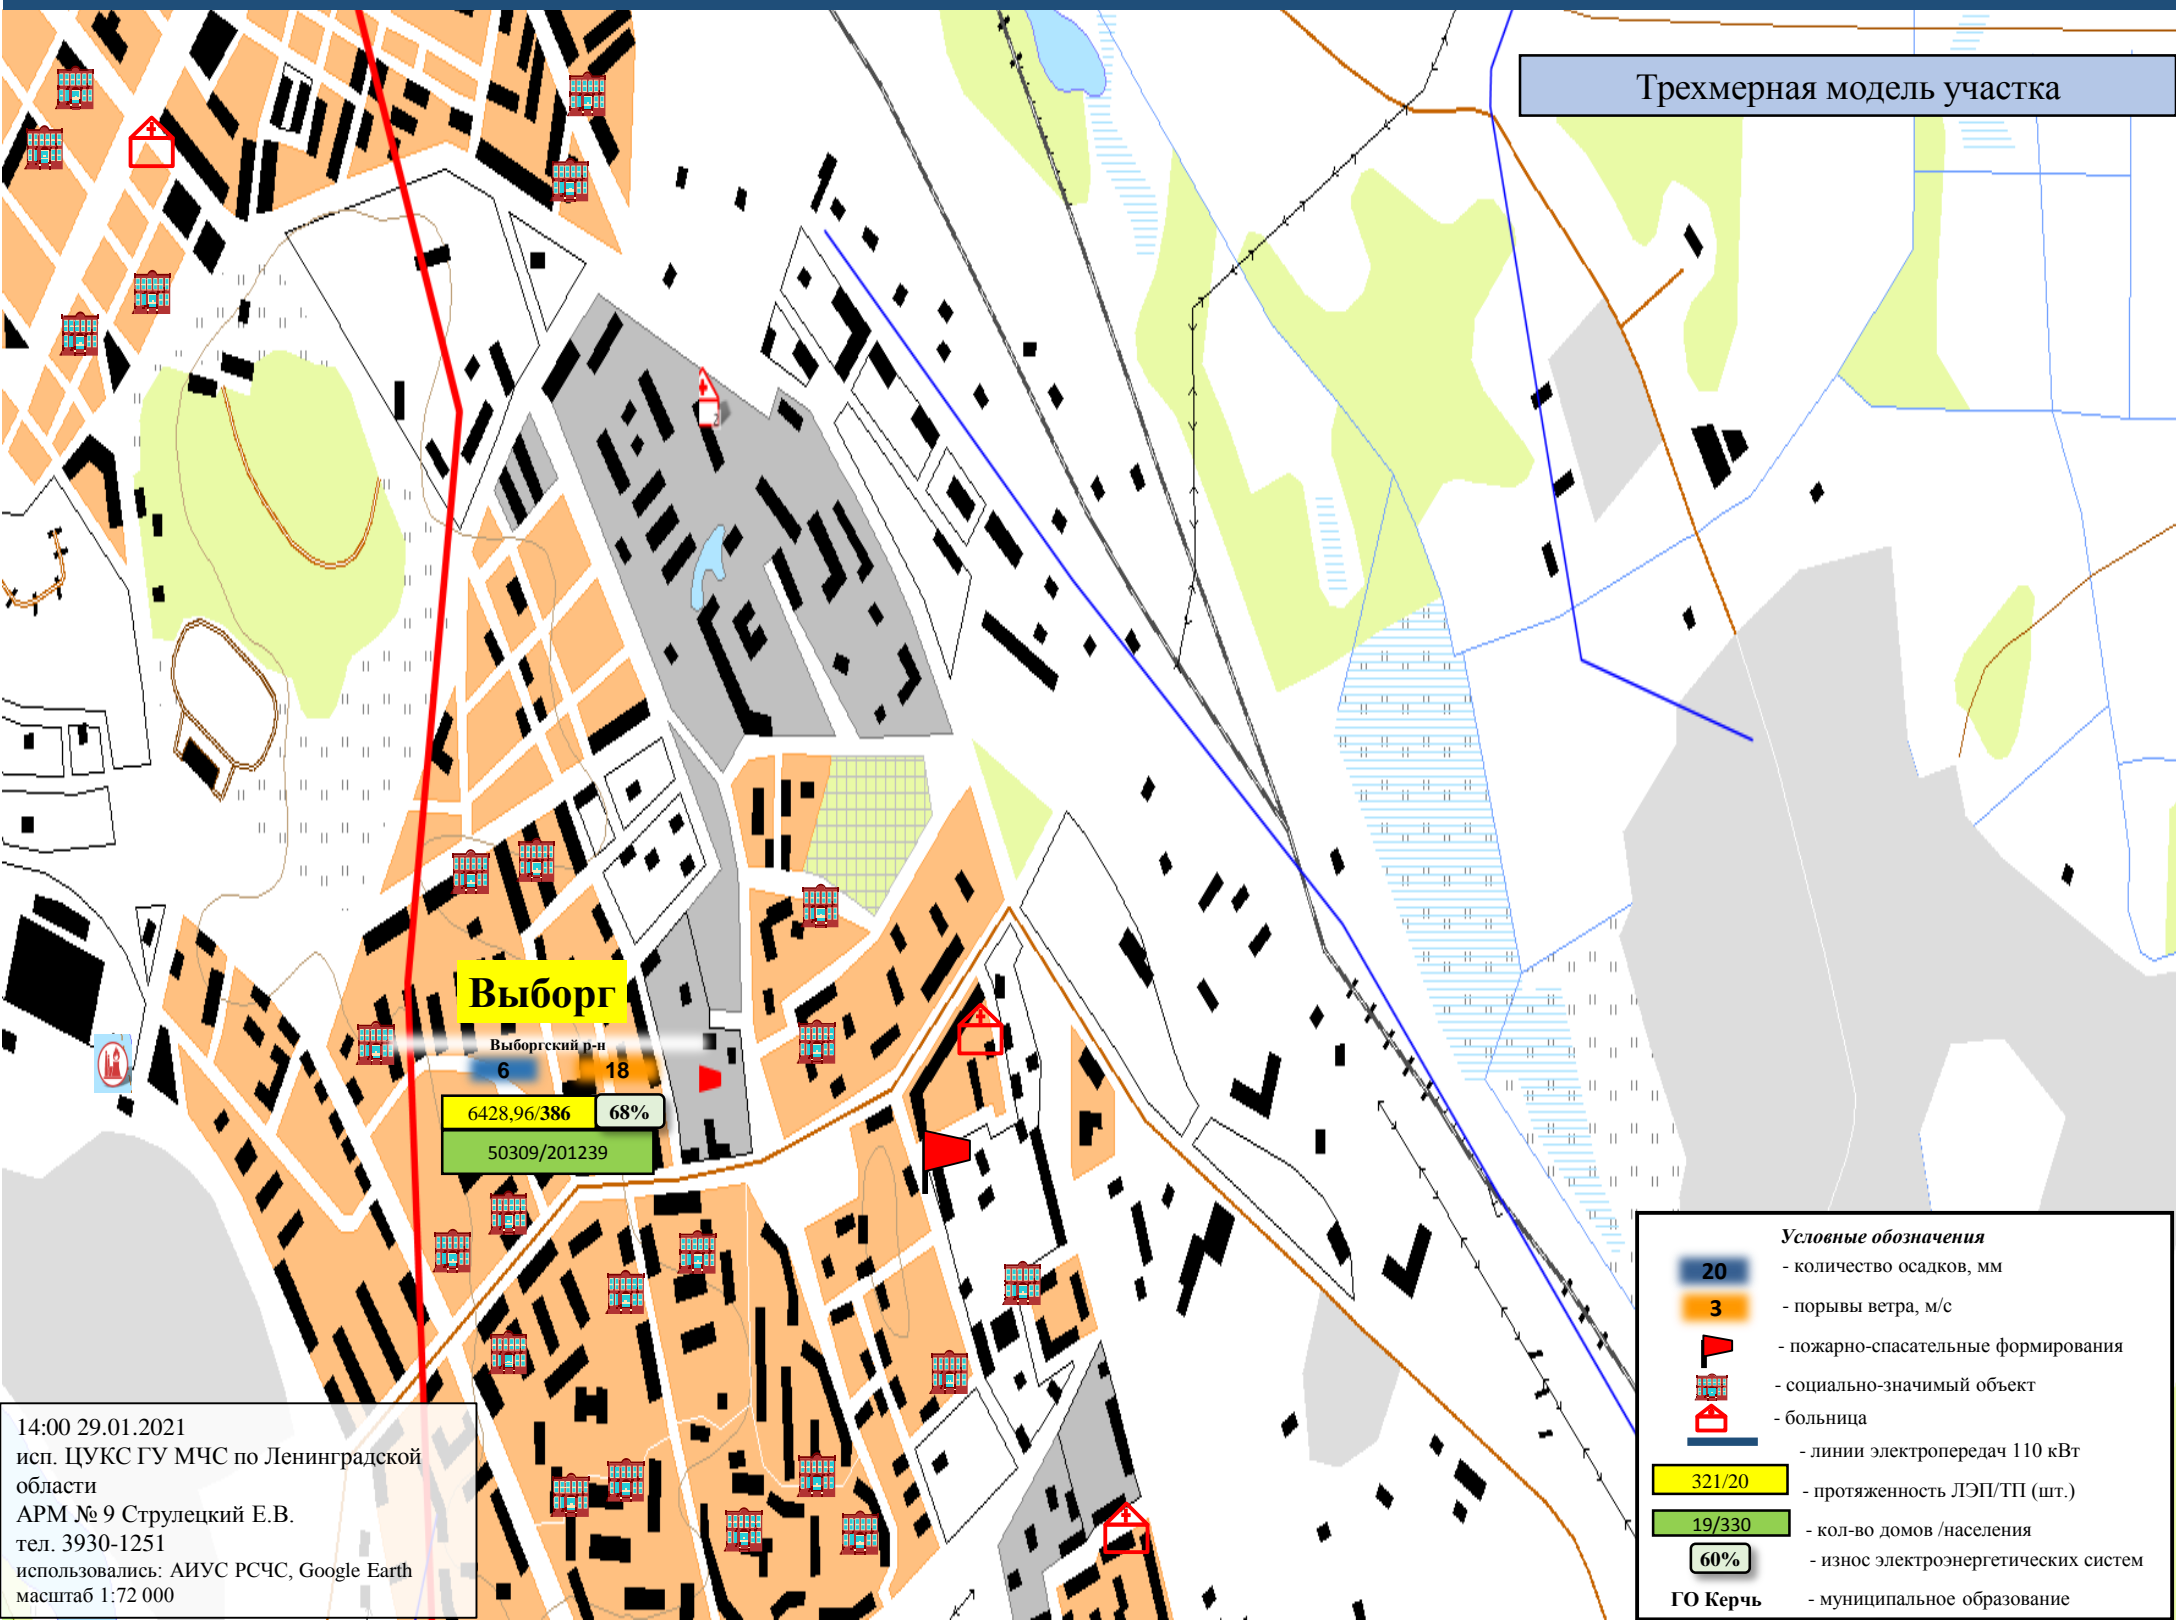 Трехмерная модель участка
Выборг
Выборгский р-н
6
18
6428,96/386
68%
50309/201239
14:00 29.01.2021
исп. ЦУКС ГУ МЧС по Ленинградской
области
АРМ № 9 Струлецкий Е.В.
тел. 3930-1251
использовались: АИУС РСЧС, Google Earth
масштаб 1:72 000
Условные обозначения
20 - количество осадков, мм
3 - порывы ветра, м/с
- пожарно-спасательные формирования
- социально-значимый объект
- больница
- линии электропередач 110 кВт
321/20 - протяженность ЛЭП/ТП (шт.)
19/330 - кол-во домов /населения
60% - износ электроэнергетических систем
ГО Керчь - муниципальное образование